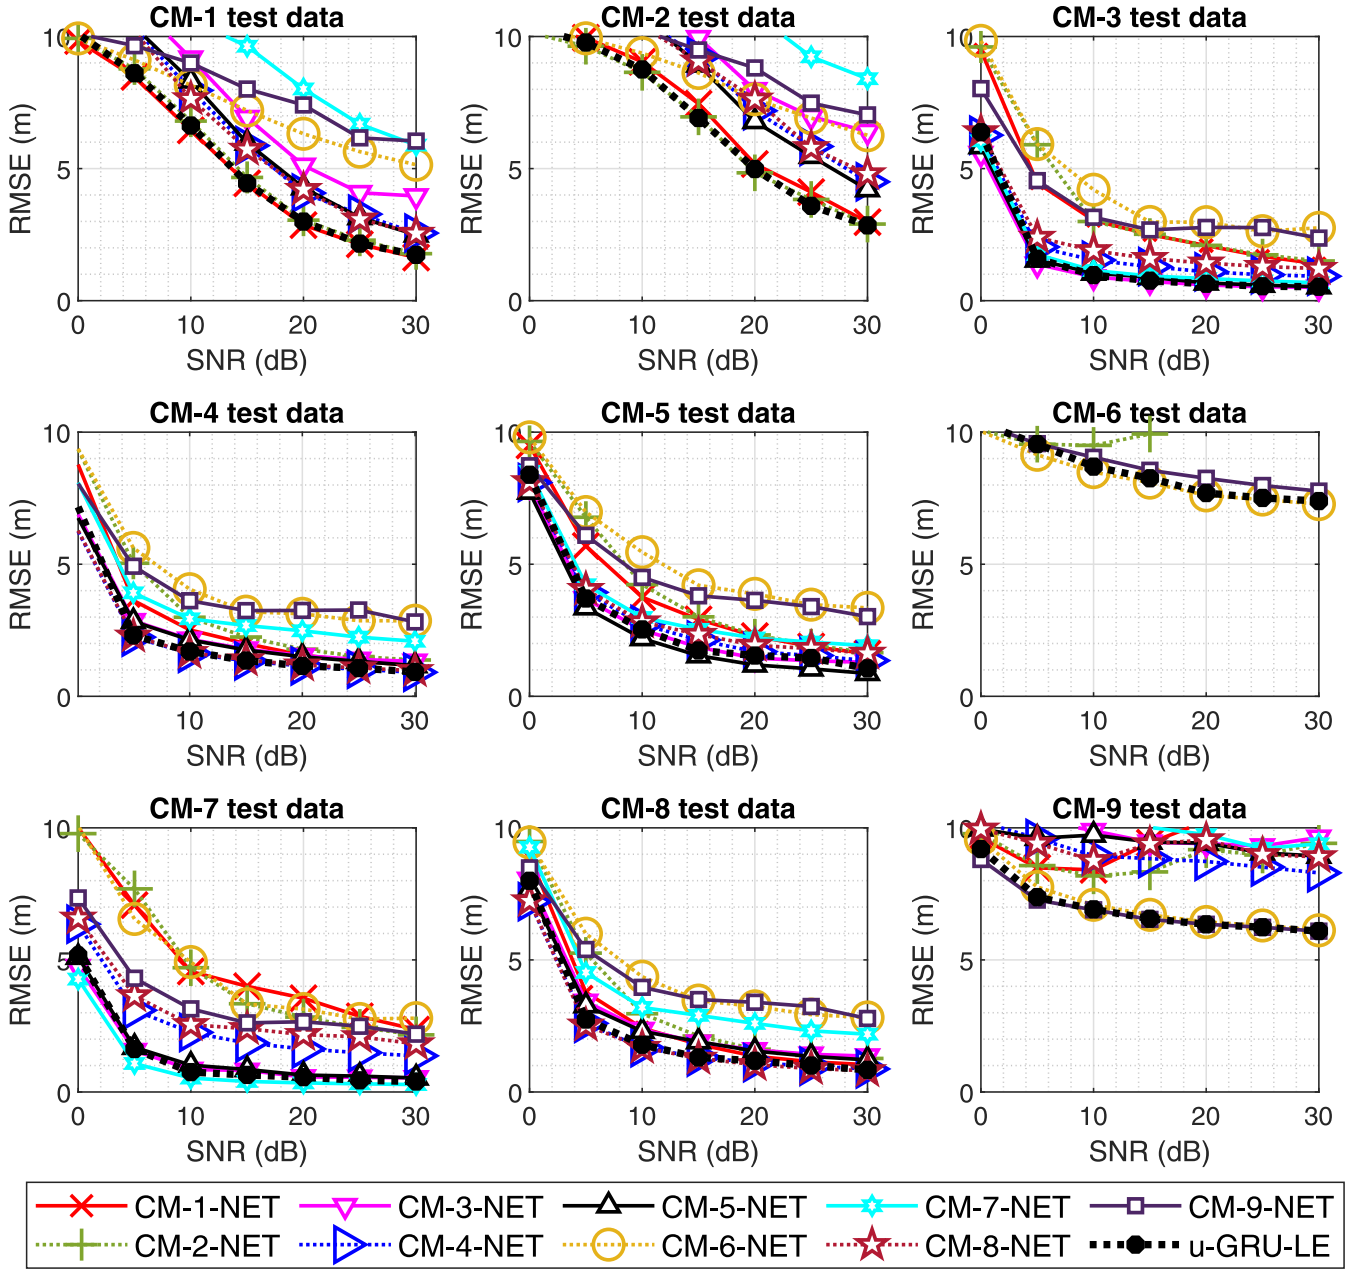 CM-1 test data
10
5
0
RMSE (m)
0 10 20 30
SNR (dB)
CM-2 test data
10
5
0
RMSE (m)
0 10 20 30
SNR (dB)
CM-3 test data
10
5
0
RMSE (m)
0 10 20 30
SNR (dB)
CM-4 test data
10
5
0
RMSE (m)
0 10 20 30
SNR (dB)
CM-5 test data
10
5
0
RMSE (m)
0 10 20 30
SNR (dB)
CM-6 test data
10
5
0
RMSE (m)
0 10 20 30
SNR (dB)
CM-7 test data
10
5
0
RMSE (m)
0 10 20 30
SNR (dB)
CM-8 test data
10
5
0
RMSE (m)
0 10 20 30
SNR (dB)
CM-9 test data
10
5
0
RMSE (m)
0 10 20 30
SNR (dB)
CM-1-NET CM-3-NET CM-5-NET CM-7-NET CM-9-NET
CM-2-NET CM-4-NET CM-6-NET CM-8-NET u-GRU-LE